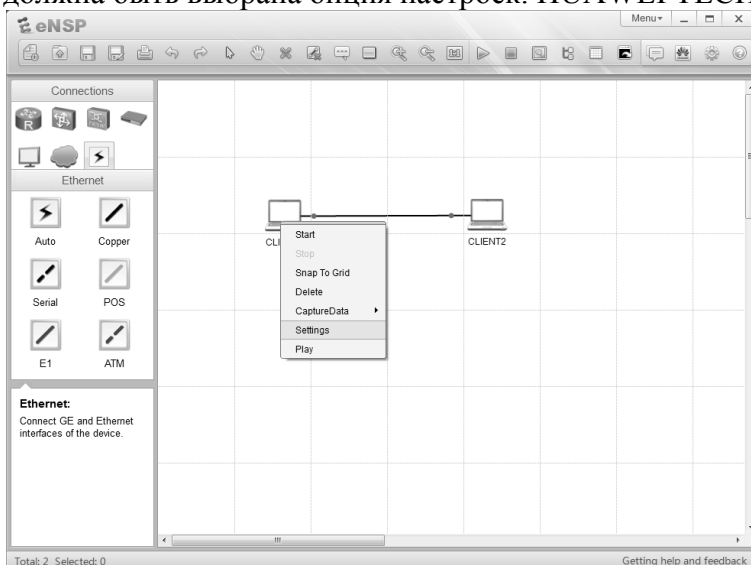 должна быть выбрана опция настроек. HUAWEI TECH
eNSP
Menu
Connections
Ethernet
Auto Copper
Serial POS
E1 ATM
Ethernet:
Connect GE and Ethernet
interfaces of the device.
CLI
CLIENT2
Start
Stop
Snap To Grid
Delete
CaptureData
Settings
Play
Total: 2 Selected: 0
Getting help and feedback